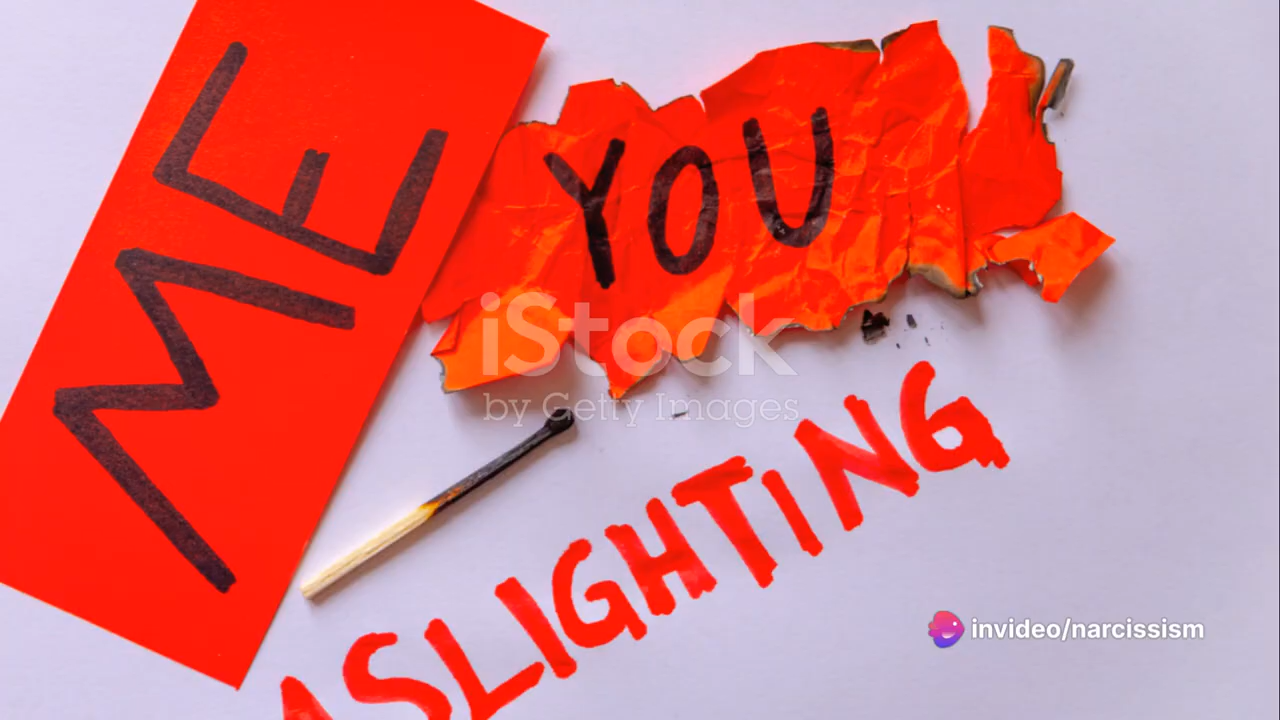 ME
YOU
iStock
by Getty Images
ASLIGHTING
invideo/narcissism